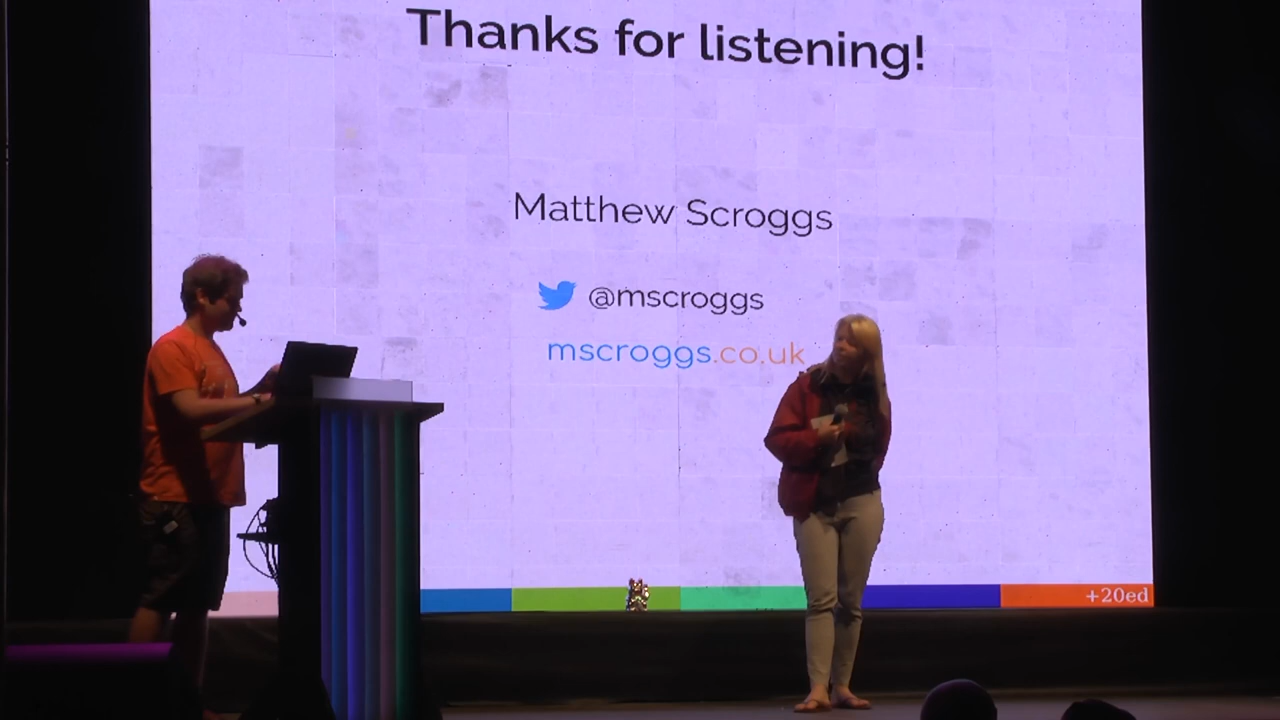 Thanks for listening!
Matthew Scroggs
@mscroggs
mscroggs.co.uk
+20ed